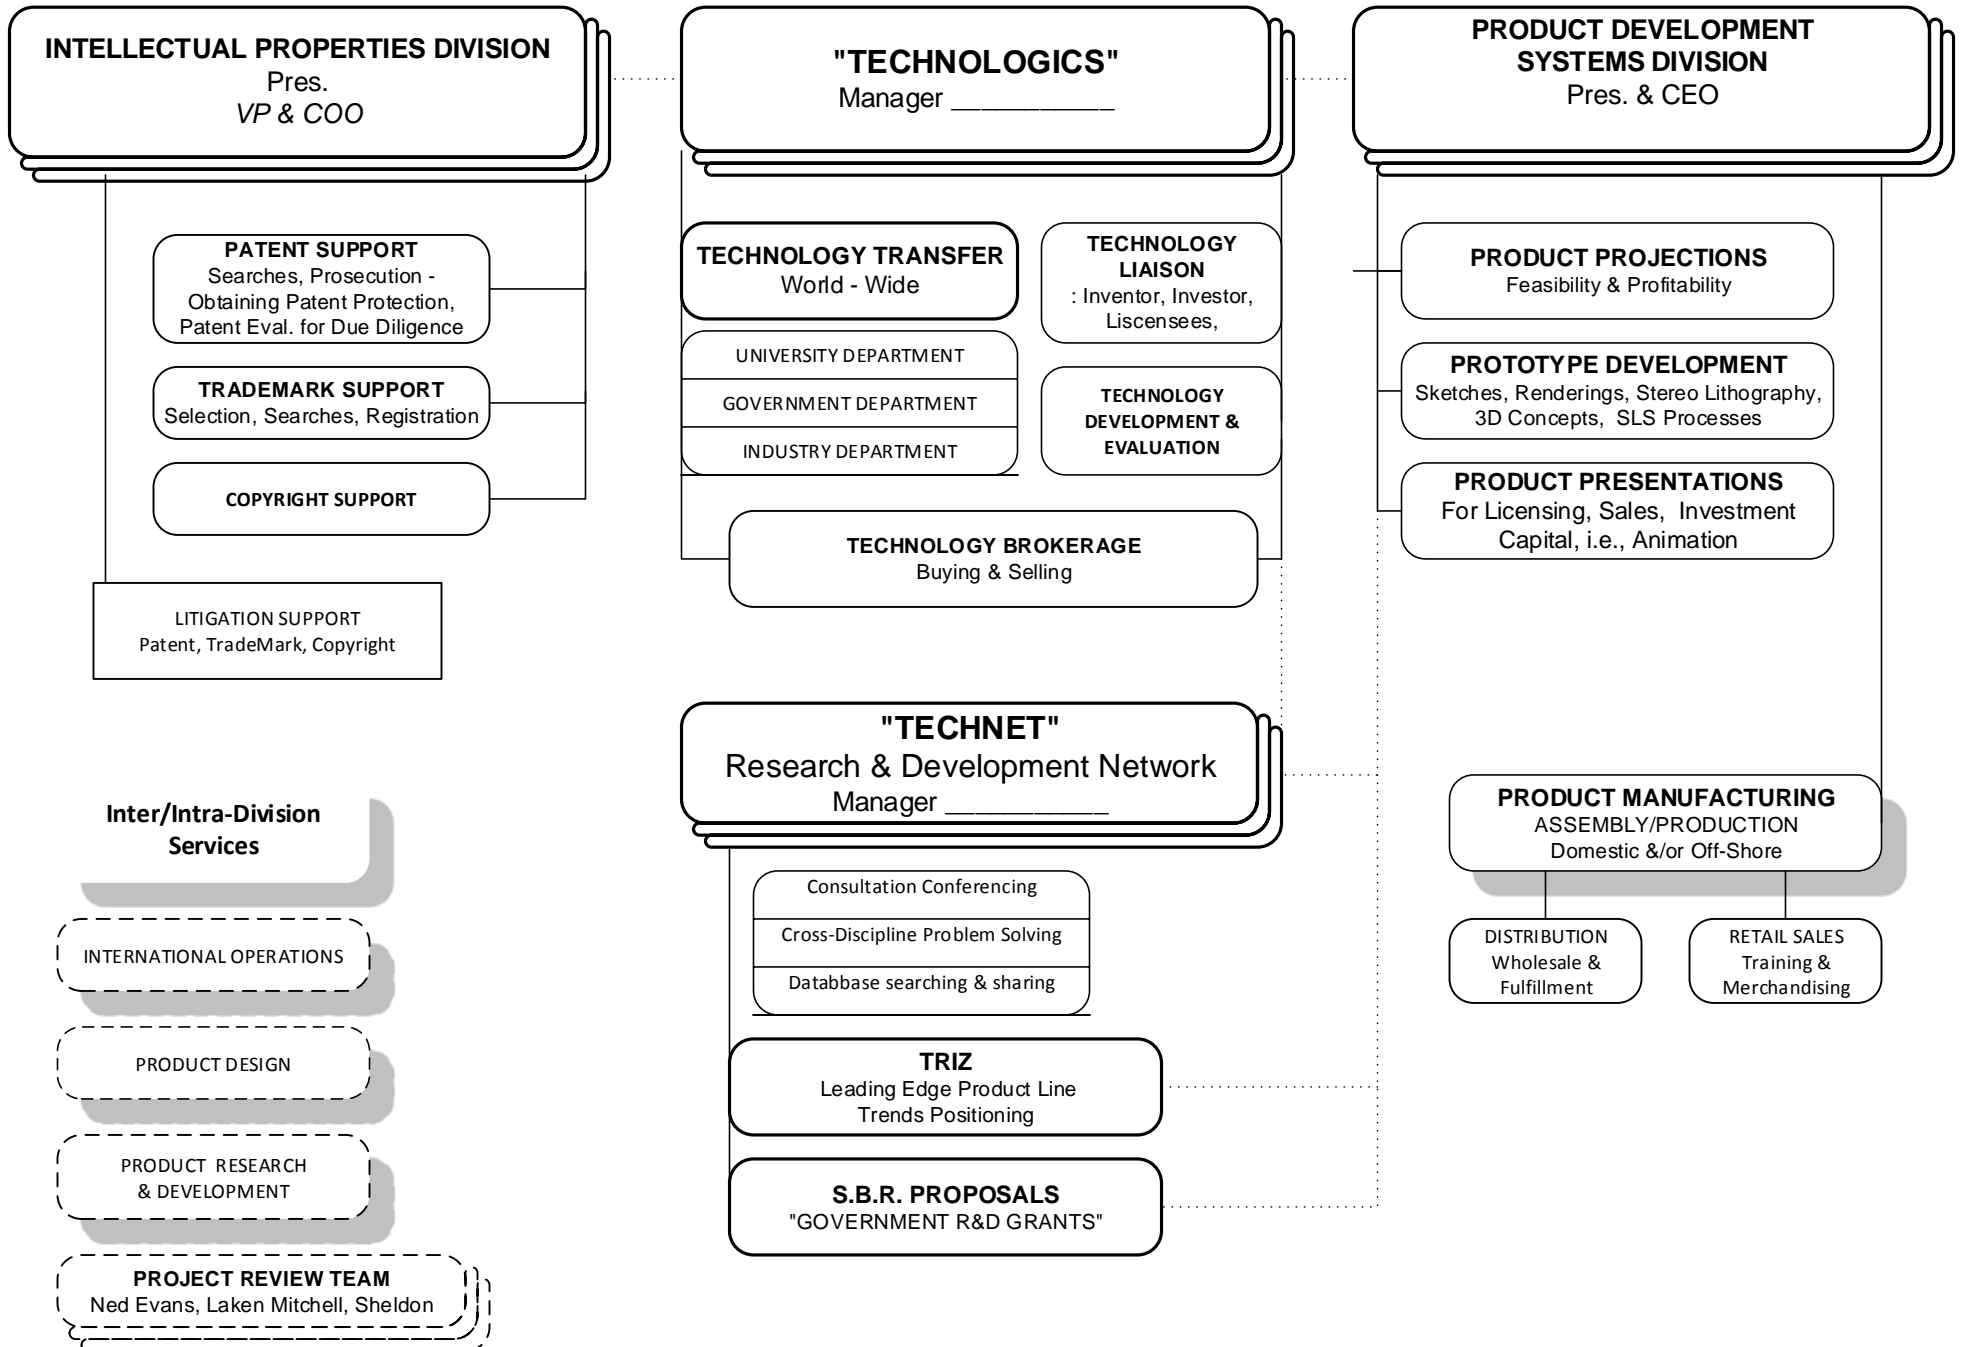 INTELLECTUAL PROPERTIES DIVISION
Pres.
VP & COO
"TECHNOLOGICS"
Manager ___________
PRODUCT DEVELOPMENT
SYSTEMS DIVISION
Pres. & CEO
PATENT SUPPORT
Searches, Prosecution -
Obtaining Patent Protection,
Patent Eval. for Due Diligence
TRADEMARK SUPPORT
Selection, Searches, Registration
COPYRIGHT SUPPORT
LITIGATION SUPPORT
Patent, TradeMark, Copyright
TECHNOLOGY TRANSFER
World - Wide
UNIVERSITY DEPARTMENT
GOVERNMENT DEPARTMENT
INDUSTRY DEPARTMENT
TECHNOLOGY
LIAISON
: Inventor, Investor,
Liscensees,
TECHNOLOGY
DEVELOPMENT &
EVALUATION
TECHNOLOGY BROKERAGE
Buying & Selling
PRODUCT PROJECTIONS
Feasibility & Profitability
PROTOTYPE DEVELOPMENT
Sketches, Renderings, Stereo Lithography,
3D Concepts,  SLS Processes
PRODUCT PRESENTATIONS
For Licensing, Sales,  Investment
Capital, i.e., Animation
"TECHNET"
Research & Development Network
Manager ___________
Consultation Conferencing
Cross-Discipline Problem Solving
Databbase searching & sharing
TRIZ
Leading Edge Product Line
Trends Positioning
S.B.R. PROPOSALS
"GOVERNMENT R&D GRANTS"
PRODUCT MANUFACTURING
ASSEMBLY/PRODUCTION
Domestic &/or Off-Shore
DISTRIBUTION
Wholesale &
Fulfillment
RETAIL SALES
Training &
Merchandising
Inter/Intra-Division
Services
INTERNATIONAL OPERATIONS
PRODUCT DESIGN
PRODUCT  RESEARCH
& DEVELOPMENT
PROJECT REVIEW TEAM
Ned Evans, Laken Mitchell, Sheldon